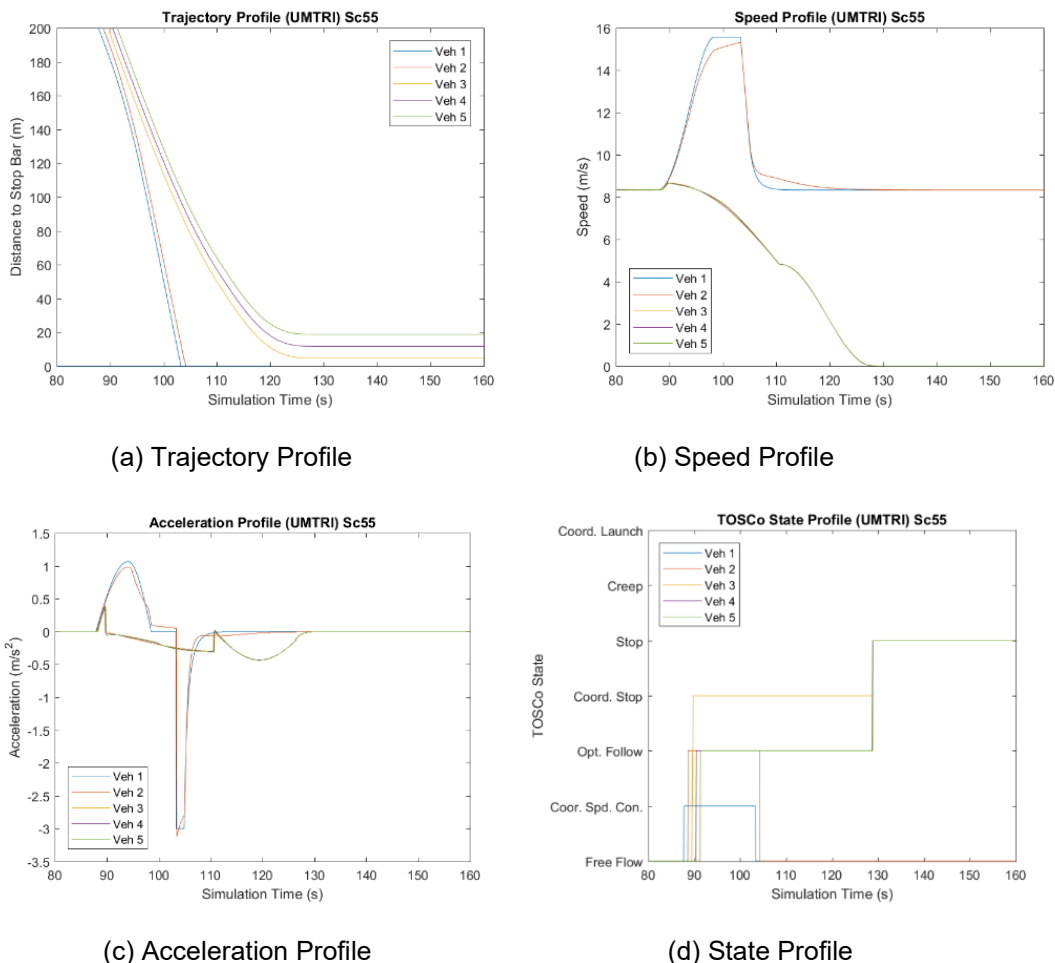 Trajectory Profile (UMTRI) Sc55
200
180
160
140
120
100
80
60
40
20
0
Distance to Stop Bar (m)
Veh 1
Veh 2
Veh 3
Veh 4
Veh 5
80 90 100 110 120 130 140 150 160
Simulation Time (s)
(a) Trajectory Profile
Speed Profile (UMTRI) Sc55
16
14
12
10
8
6
4
2
0
Speed (m/s)
Veh 1
Veh 2
Veh 3
Veh 4
Veh 5
80 90 100 110 120 130 140 150 160
Simulation Time (s)
(b) Speed Profile
Acceleration Profile (UMTRI) Sc55
1.5
1
0.5
0
-0.5
-1
-1.5
-2
-2.5
-3
-3.5
Acceleration (m/s2)
Veh 1
Veh 2
Veh 3
Veh 4
Veh 5
80 90 100 110 120 130 140 150 160
Simulation Time (s)
(c) Acceleration Profile
TOSCo State Profile (UMTRI) Sc55
Coord. Launch
Creep
Stop
Coord. Stop
Opt. Follow
Coor. Spd. Con.
Free Flow
TOSCo State
Veh 1
Veh 2
Veh 3
Veh 4
Veh 5
80 90 100 110 120 130 140 150 160
Simulation Time (s)
(d) State Profile